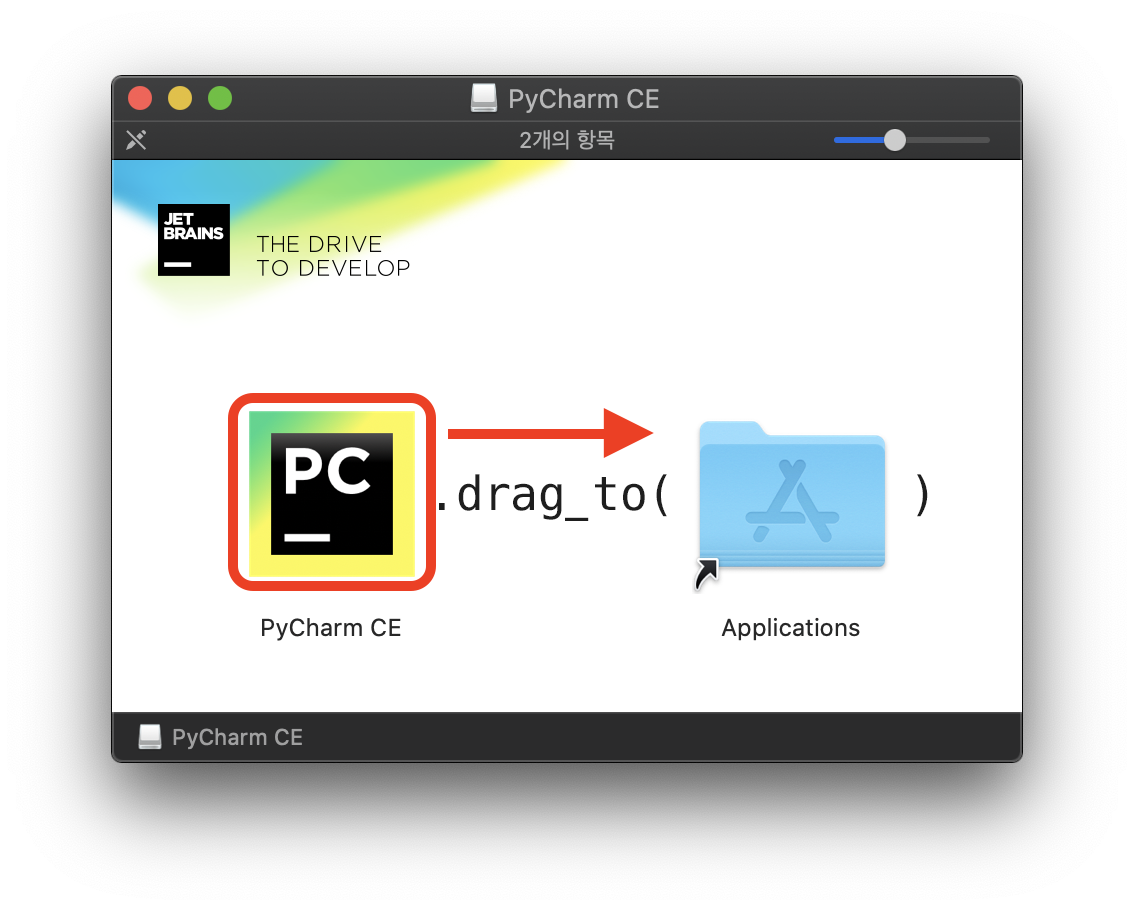 PyCharm CE
2개의 항목
JET
BRAINS
THE DRIVE
TO DEVELOP
PC
.drag_to( )
PyCharm CE
Applications
PyCharm CE